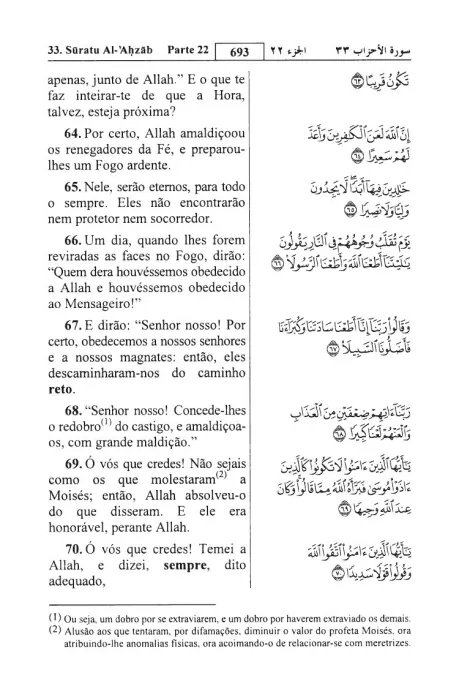 33. Sūratu Al-'Aḥzāb Parte 22 693 الجزء ٢٢ سورة الأحزاب ٣٣
apenas, junto de Allah.” E o que te
faz inteirar-te de que a Hora,
talvez, esteja próxima?
تَكُونُ قَرِيبًا ٦٣
64. Por certo, Allah amaldiçoou
os renegadores da Fé, e preparou-
lhes um Fogo ardente.
إِنَّ ٱللَّهَ لَعَنَ ٱلْكَٰفِرِينَ وَأَعَدَّ
لَهُمْ سَعِيرًا ٦٤
65. Nele, serão eternos, para todo
o sempre. Eles não encontrarão
nem protetor nem socorredor.
خَٰلِدِينَ فِيهَآ أَبَدًا لَّا يَجِدُونَ
وَلِيًّا وَلَا نَصِيرًا ٦٥
66. Um dia, quando lhes forem
reviradas as faces no Fogo, dirão:
“Quem dera houvéssemos obedecido
a Allah e houvéssemos obedecido
ao Mensageiro!”
يَوْمَ تُقَلَّبُ وُجُوهُهُمْ فِى ٱلنَّارِ يَقُولُونَ
يَٰلَيْتَنَآ أَطَعْنَا ٱللَّهَ وَأَطَعْنَا ٱلرَّسُولَا۠ ٦٦
67. E dirão: “Senhor nosso! Por
certo, obedecemos a nossos senhores
e a nossos magnates: então, eles
descaminharam-nos do caminho
reto.
وَقَالُوا۟ رَبَّنَآ إِنَّآ أَطَعْنَا سَادَتَنَا وَكُبَرَآءَنَا
فَأَضَلُّونَا ٱلسَّبِيلَا۠ ٦٧
68. “Senhor nosso! Concede-lhes
o redobro(1) do castigo, e amaldiçoa-
os, com grande maldição.”
رَبَّنَآ ءَاتِهِمْ ضِعْفَيْنِ مِنَ ٱلْعَذَابِ
وَٱلْعَنْهُمْ لَعْنًا كَبِيرًا ٦٨
69. Ó vós que credes! Não sejais
como os que molestaram(2) a
Moisés; então, Allah absolveu-o
do que disseram. E ele era
honorável, perante Allah.
يَٰٓأَيُّهَا ٱلَّذِينَ ءَامَنُوا۟ لَا تَكُونُوا۟ كَٱلَّذِينَ
ءَاذَوْا۟ مُوسَىٰ فَبَرَّأَهُ ٱللَّهُ مِمَّا قَالُوا۟ وَكَانَ
عِندَ ٱللَّهِ وَجِيهًا ٦٩
70. Ó vós que credes! Temei a
Allah, e dizei, sempre, dito
adequado,
يَٰٓأَيُّهَا ٱلَّذِينَ ءَامَنُوا۟ ٱتَّقُوا۟ ٱللَّهَ
وَقُولُوا۟ قَوْلًا سَدِيدًا ٧٠
(1) Ou seja, um dobro por se extraviarem, e um dobro por haverem extraviado os demais.
(2) Alusão aos que tentaram, por difamações, diminuir o valor do profeta Moisés, ora
atribuindo-lhe anomalias físicas, ora acoimando-o de relacionar-se com meretrizes.